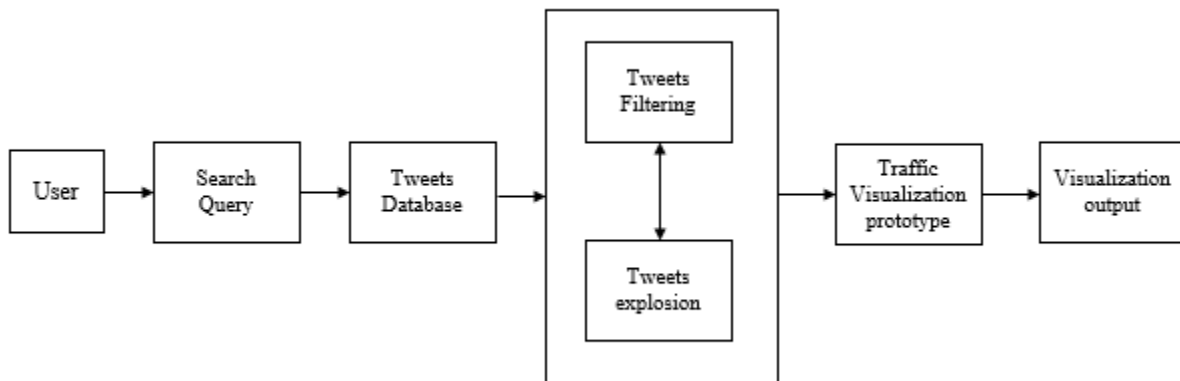 User
Search
Query
Tweets
Database
Tweets
Filtering
Tweets
explosion
Traffic
Visualization
prototype
Visualization
output